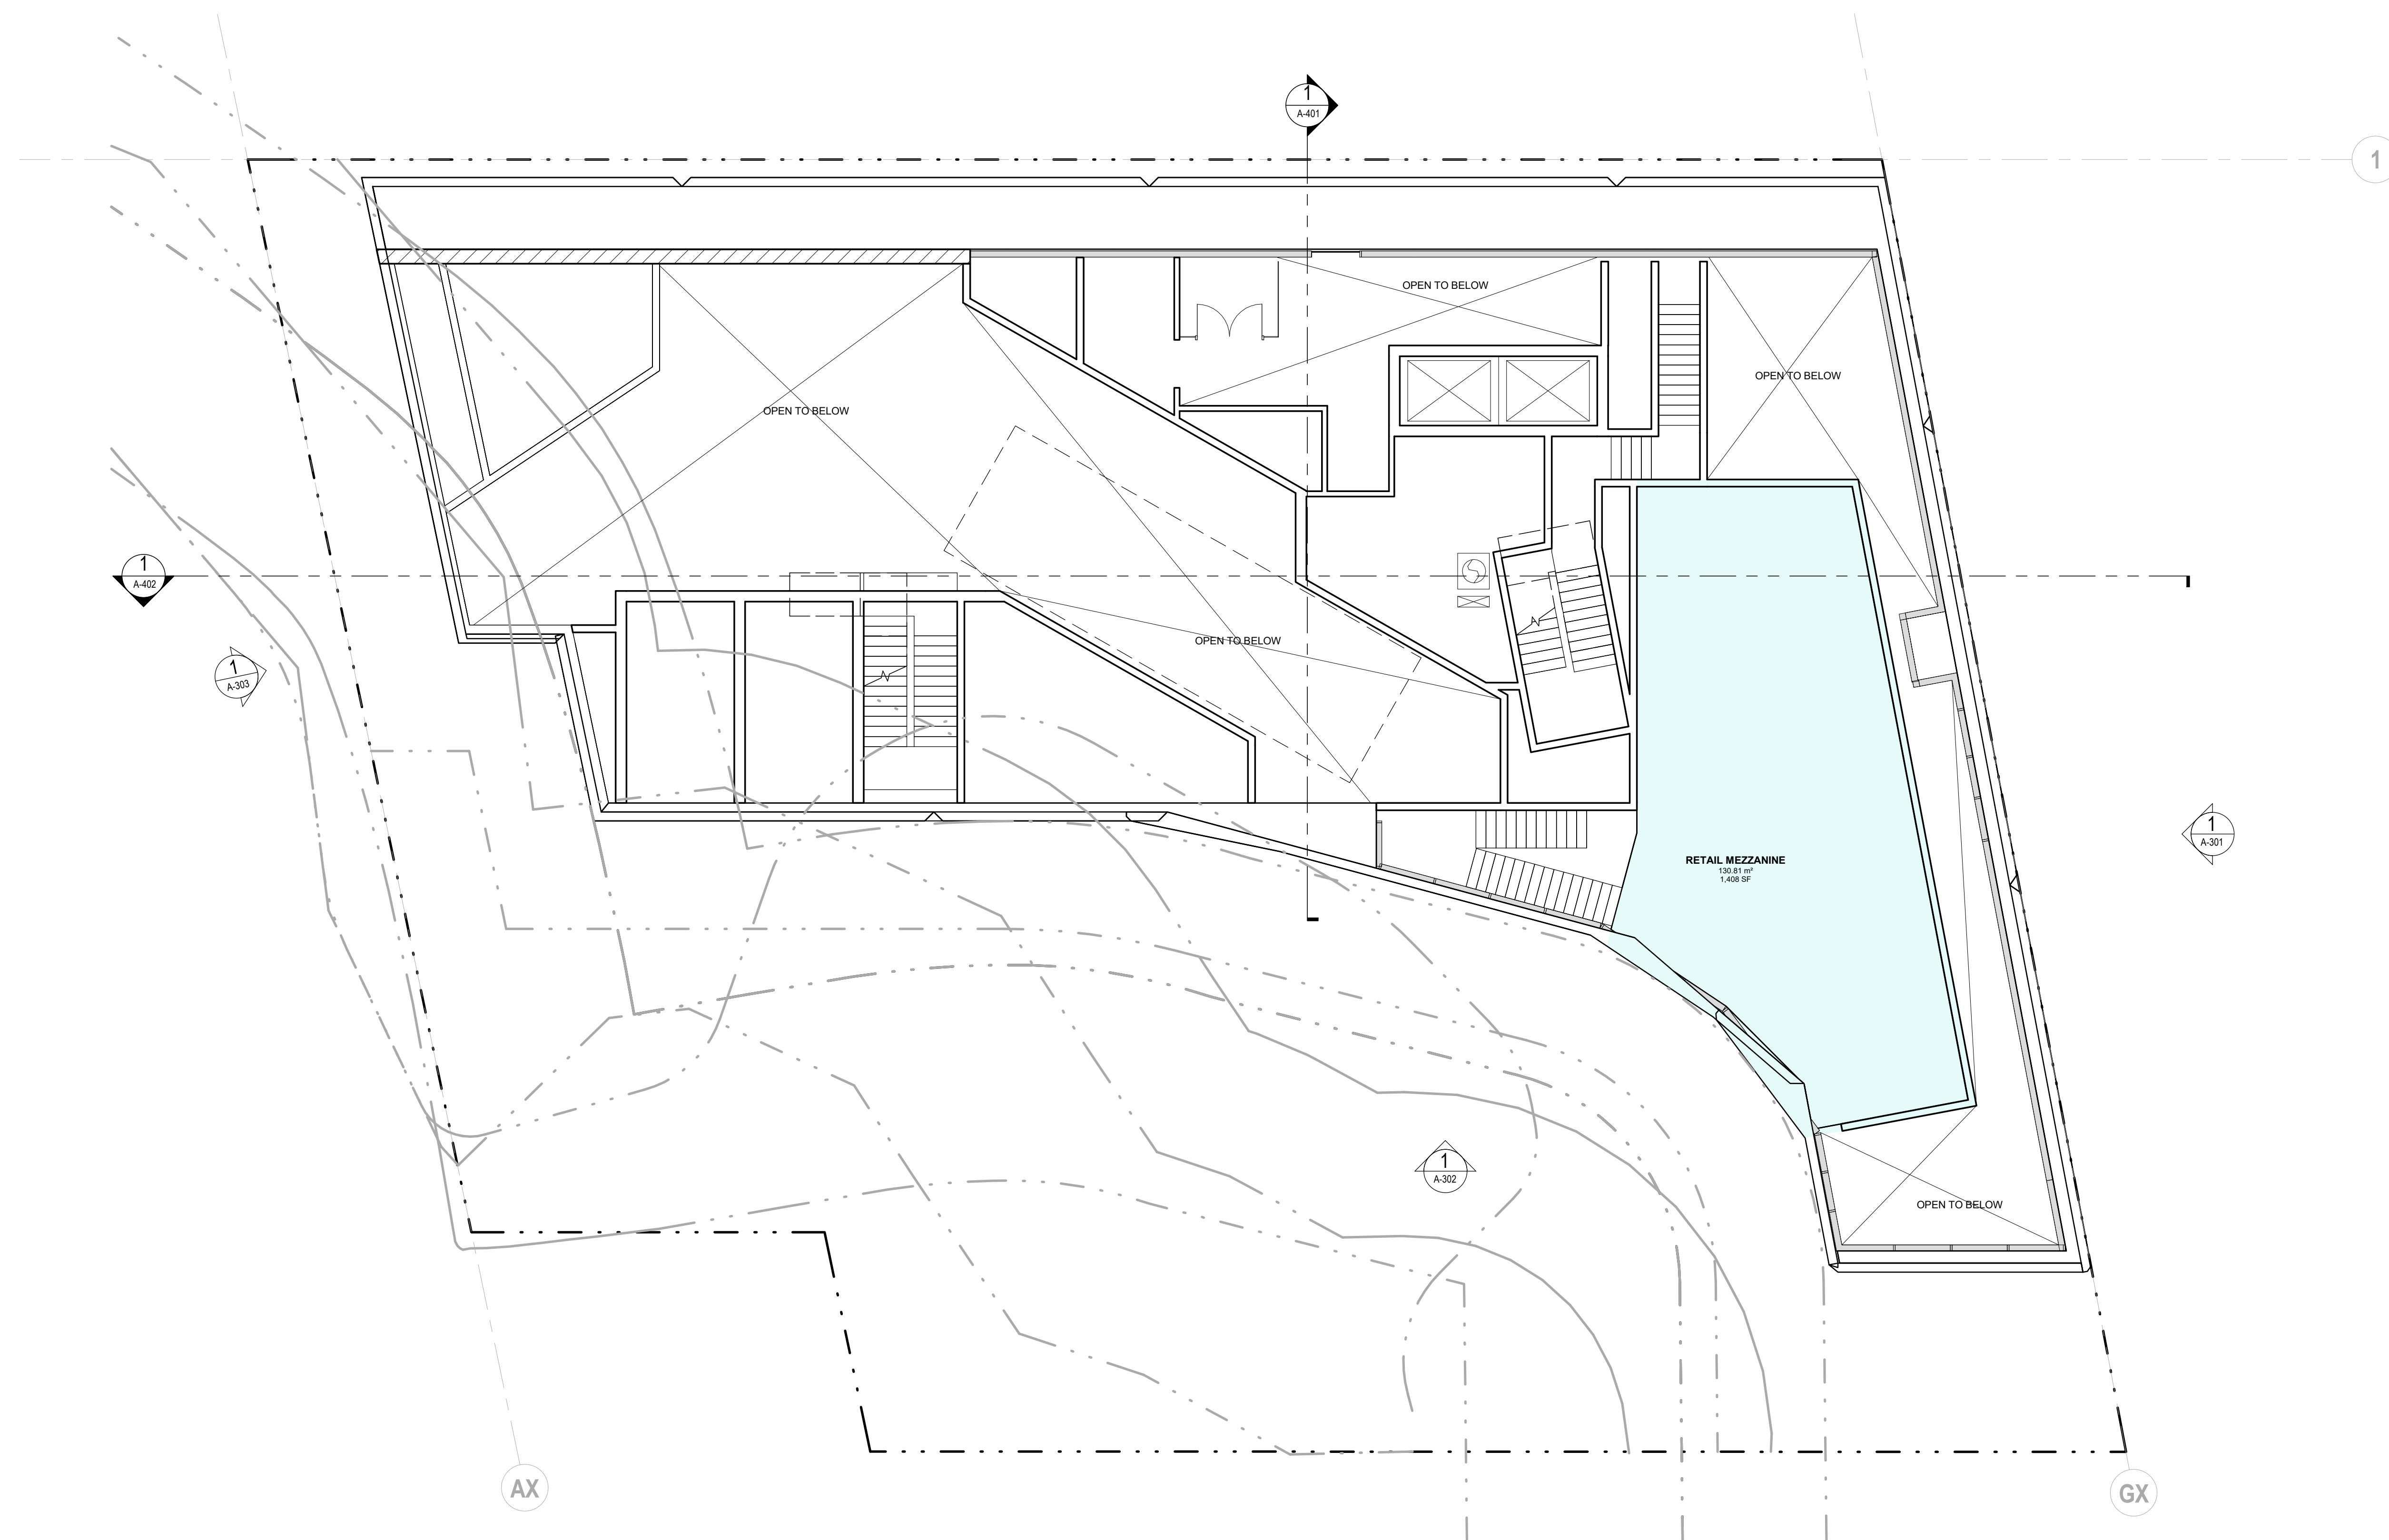 1
A-401
1
OPEN TO BELOW
OPEN TO BELOW
OPEN TO BELOW
1
A-402
OPEN TO BELOW
1
A-303
1
A-301
RETAIL MEZZANINE
130.81 m²
1,408 SF
1
A-302
OPEN TO BELOW
AX
GX